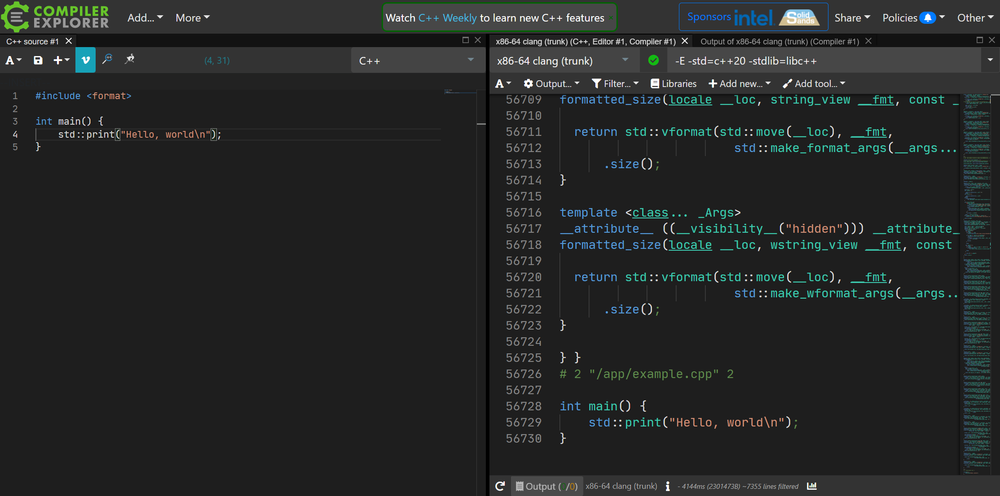 COMPILER
EXPLORER
Add...
More
Watch C++ Weekly to learn new C++ features
Sponsors intel. Solid Sands
Share
Policies
Other
C++ source #1
A
(4, 31)
C++
1 #include <format>
2
3 int main() {
4     std::print("Hello, world\n");
5 }
x86-64 clang (trunk) (C++, Editor #1, Compiler #1)
Output of x86-64 clang (trunk) (Compiler #1)
x86-64 clang (trunk)
-E -std=c++20 -stdlib=libc++
A
Output...
Filter...
Libraries
Add new...
Add tool...
56709 formatted_size(locale __loc, string_view __fmt, const _
56710
56711   return std::vformat(std::move(__loc), __fmt,
56712                       std::make_format_args(__args...
56713       .size();
56714 }
56715
56716 template <class... _Args>
56717 __attribute__ ((__visibility__("hidden"))) __attribute_
56718 formatted_size(locale __loc, wstring_view __fmt, const
56719
56720   return std::vformat(std::move(__loc), __fmt,
56721                       std::make_wformat_args(__args..
56722       .size();
56723 }
56724
56725 } }
56726 # 2 "/app/example.cpp" 2
56727
56728 int main() {
56729     std::print("Hello, world\n");
56730 }
Output (/0)
x86-64 clang (trunk)
- 4144ms (2301473B) ~7355 lines filtered